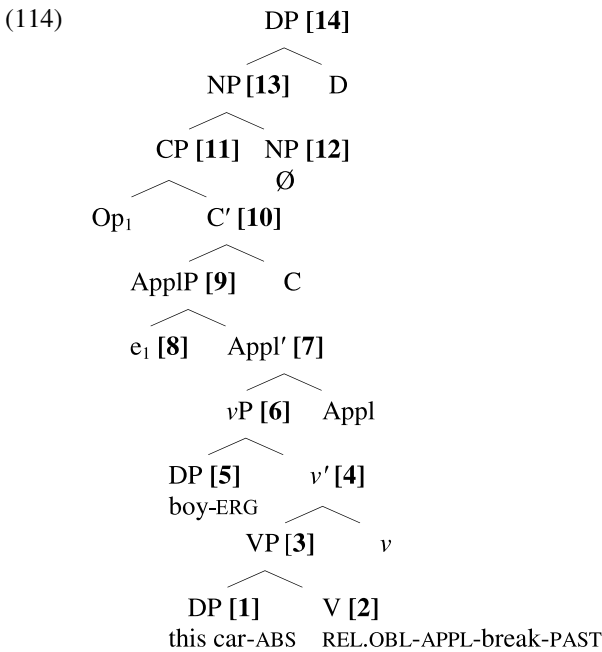 (114) DP [14]
NP [13] D
CP [11] NP [12]
Ø
Op₁ C′ [10]
ApplP [9] C
e₁ [8] Appl′ [7]
vP [6] Appl
DP [5] v′ [4]
boy-ERG
VP [3] v
DP [1] V [2]
this car-ABS REL.OBL-APPL-break-PAST